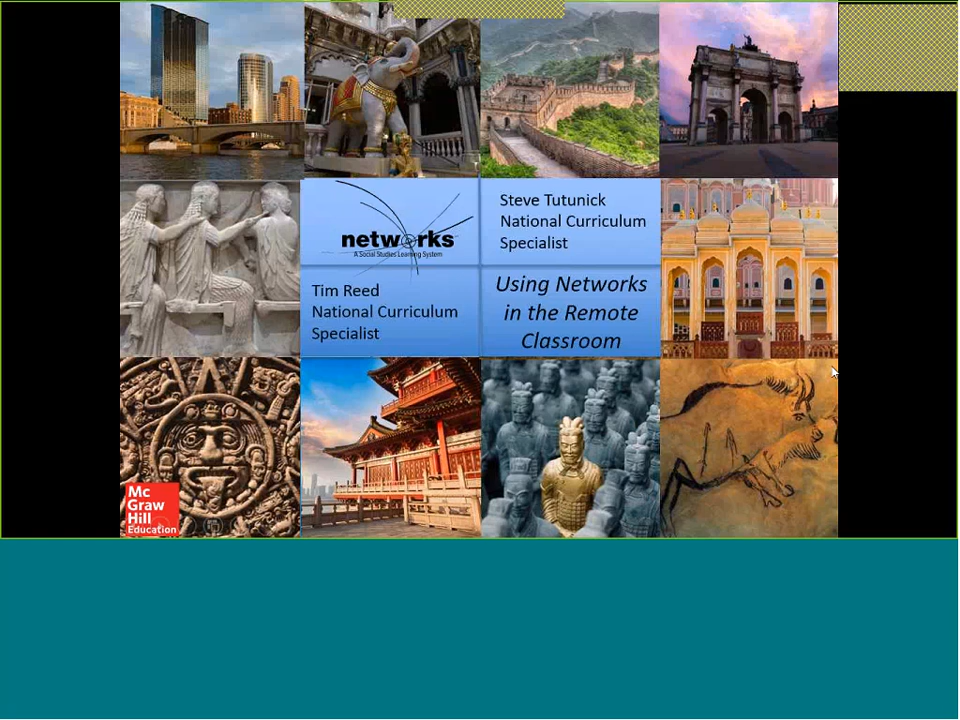 Steve Tutunick
National Curriculum
Specialist
networks
A Social Studies Learning System
Tim Reed
National Curriculum
Specialist
Using Networks
in the Remote
Classroom
Mc
Graw
Hill
Education